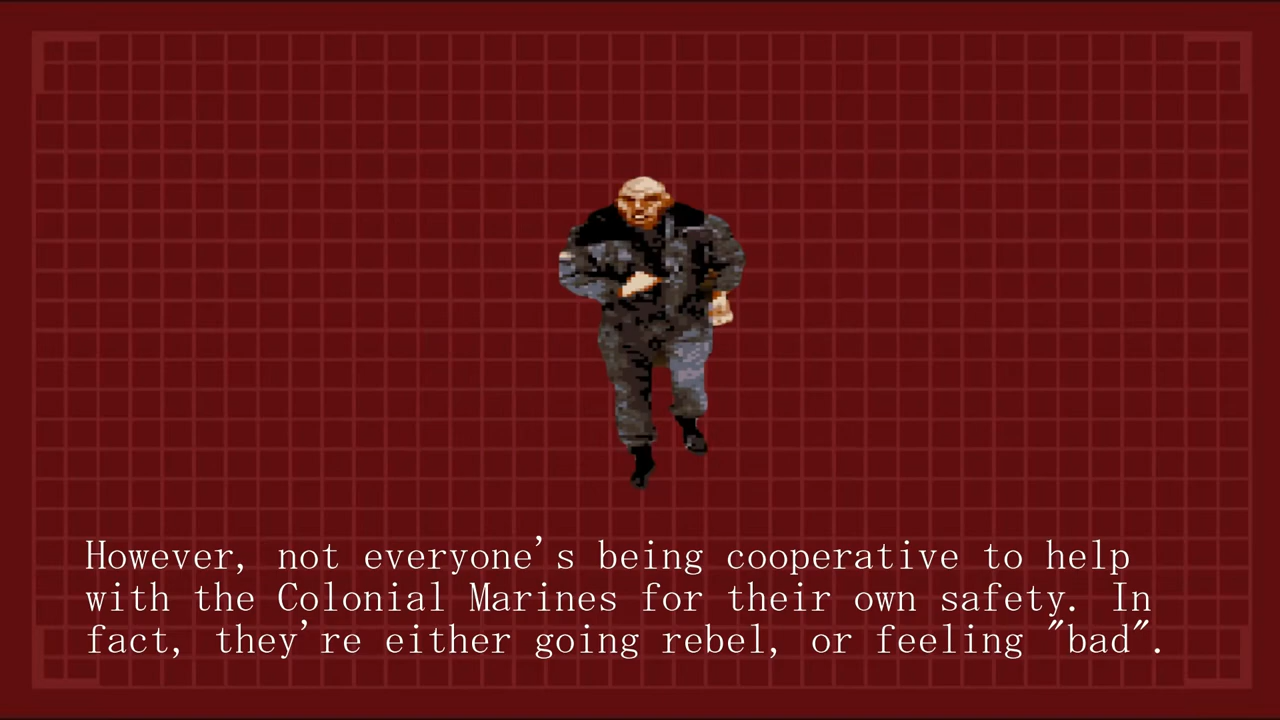 However, not everyone's being cooperative to help
with the Colonial Marines for their own safety. In
fact, they're either going rebel, or feeling "bad".